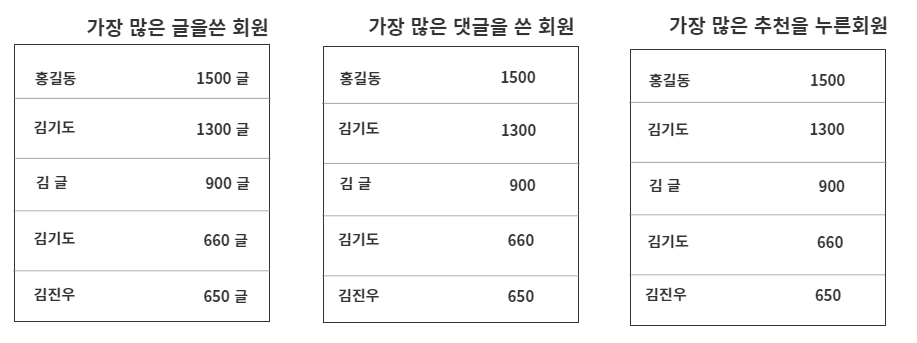 가장 많은 글을쓴 회원
홍길동 1500 글
김기도 1300 글
김 글 900 글
김기도 660 글
김진우 650 글
가장 많은 댓글을 쓴 회원
홍길동 1500
김기도 1300
김 글 900
김기도 660
김진우 650
가장 많은 추천을 누른회원
홍길동 1500
김기도 1300
김 글 900
김기도 660
김진우 650